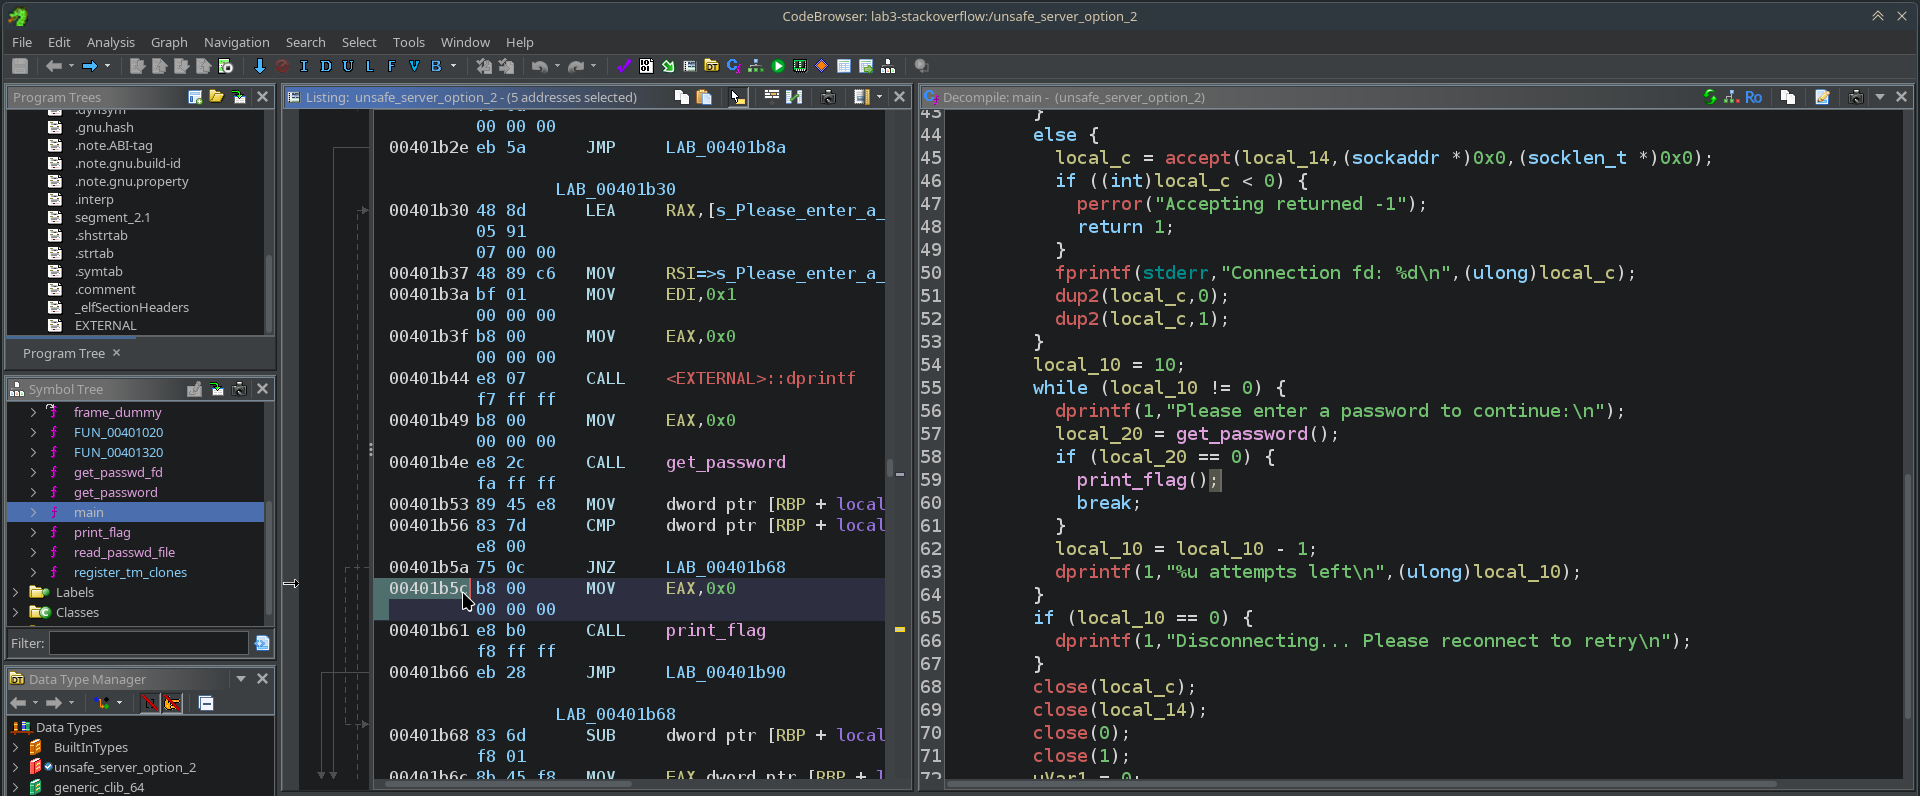 CodeBrowser: lab3-stackoverflow:/unsafe_server_option_2
File Edit Analysis Graph Navigation Search Select Tools Window Help
I D U L F V B
Program Trees
.dynsym
.gnu.hash
.note.ABI-tag
.note.gnu.build-id
.note.gnu.property
.interp
segment_2.1
.shstrtab
.strtab
.symtab
.comment
_elfSectionHeaders
EXTERNAL
Program Tree
Symbol Tree
frame_dummy
FUN_00401020
FUN_00401320
get_passwd_fd
get_password
main
print_flag
read_passwd_file
register_tm_clones
Labels
Classes
Filter:
Data Type Manager
Data Types
BuiltInTypes
unsafe_server_option_2
generic_clib_64
Listing: unsafe_server_option_2 - (5 addresses selected)
00 00 00
00401b2e eb 5a JMP LAB_00401b8a
LAB_00401b30
00401b30 48 8d LEA RAX,[s_Please_enter_a_
05 91
07 00 00
00401b37 48 89 c6 MOV RSI=>s_Please_enter_a_
00401b3a bf 01 MOV EDI,0x1
00 00 00
00401b3f b8 00 MOV EAX,0x0
00 00 00
00401b44 e8 07 CALL <EXTERNAL>::dprintf
f7 ff ff
00401b49 b8 00 MOV EAX,0x0
00 00 00
00401b4e e8 2c CALL get_password
fa ff ff
00401b53 89 45 e8 MOV dword ptr [RBP + local
00401b56 83 7d CMP dword ptr [RBP + local
e8 00
00401b5a 75 0c JNZ LAB_00401b68
00401b5c b8 00 MOV EAX,0x0
00 00 00
00401b61 e8 b0 CALL print_flag
f8 ff ff
00401b66 eb 28 JMP LAB_00401b90
LAB_00401b68
00401b68 83 6d SUB dword ptr [RBP + local
f8 01
00401b6c 8b 45 f8 MOV EAX,dword ptr [RBP + l
Decompile: main - (unsafe_server_option_2)
Ro
43 }
44 else {
45 local_c = accept(local_14,(sockaddr *)0x0,(socklen_t *)0x0);
46 if ((int)local_c < 0) {
47 perror("Accepting returned -1");
48 return 1;
49 }
50 fprintf(stderr,"Connection fd: %d\n",(ulong)local_c);
51 dup2(local_c,0);
52 dup2(local_c,1);
53 }
54 local_10 = 10;
55 while (local_10 != 0) {
56 dprintf(1,"Please enter a password to continue:\n");
57 local_20 = get_password();
58 if (local_20 == 0) {
59 print_flag();
60 break;
61 }
62 local_10 = local_10 - 1;
63 dprintf(1,"%u attempts left\n",(ulong)local_10);
64 }
65 if (local_10 == 0) {
66 dprintf(1,"Disconnecting... Please reconnect to retry\n");
67 }
68 close(local_c);
69 close(local_14);
70 close(0);
71 close(1);
72 uVar1 = 0;